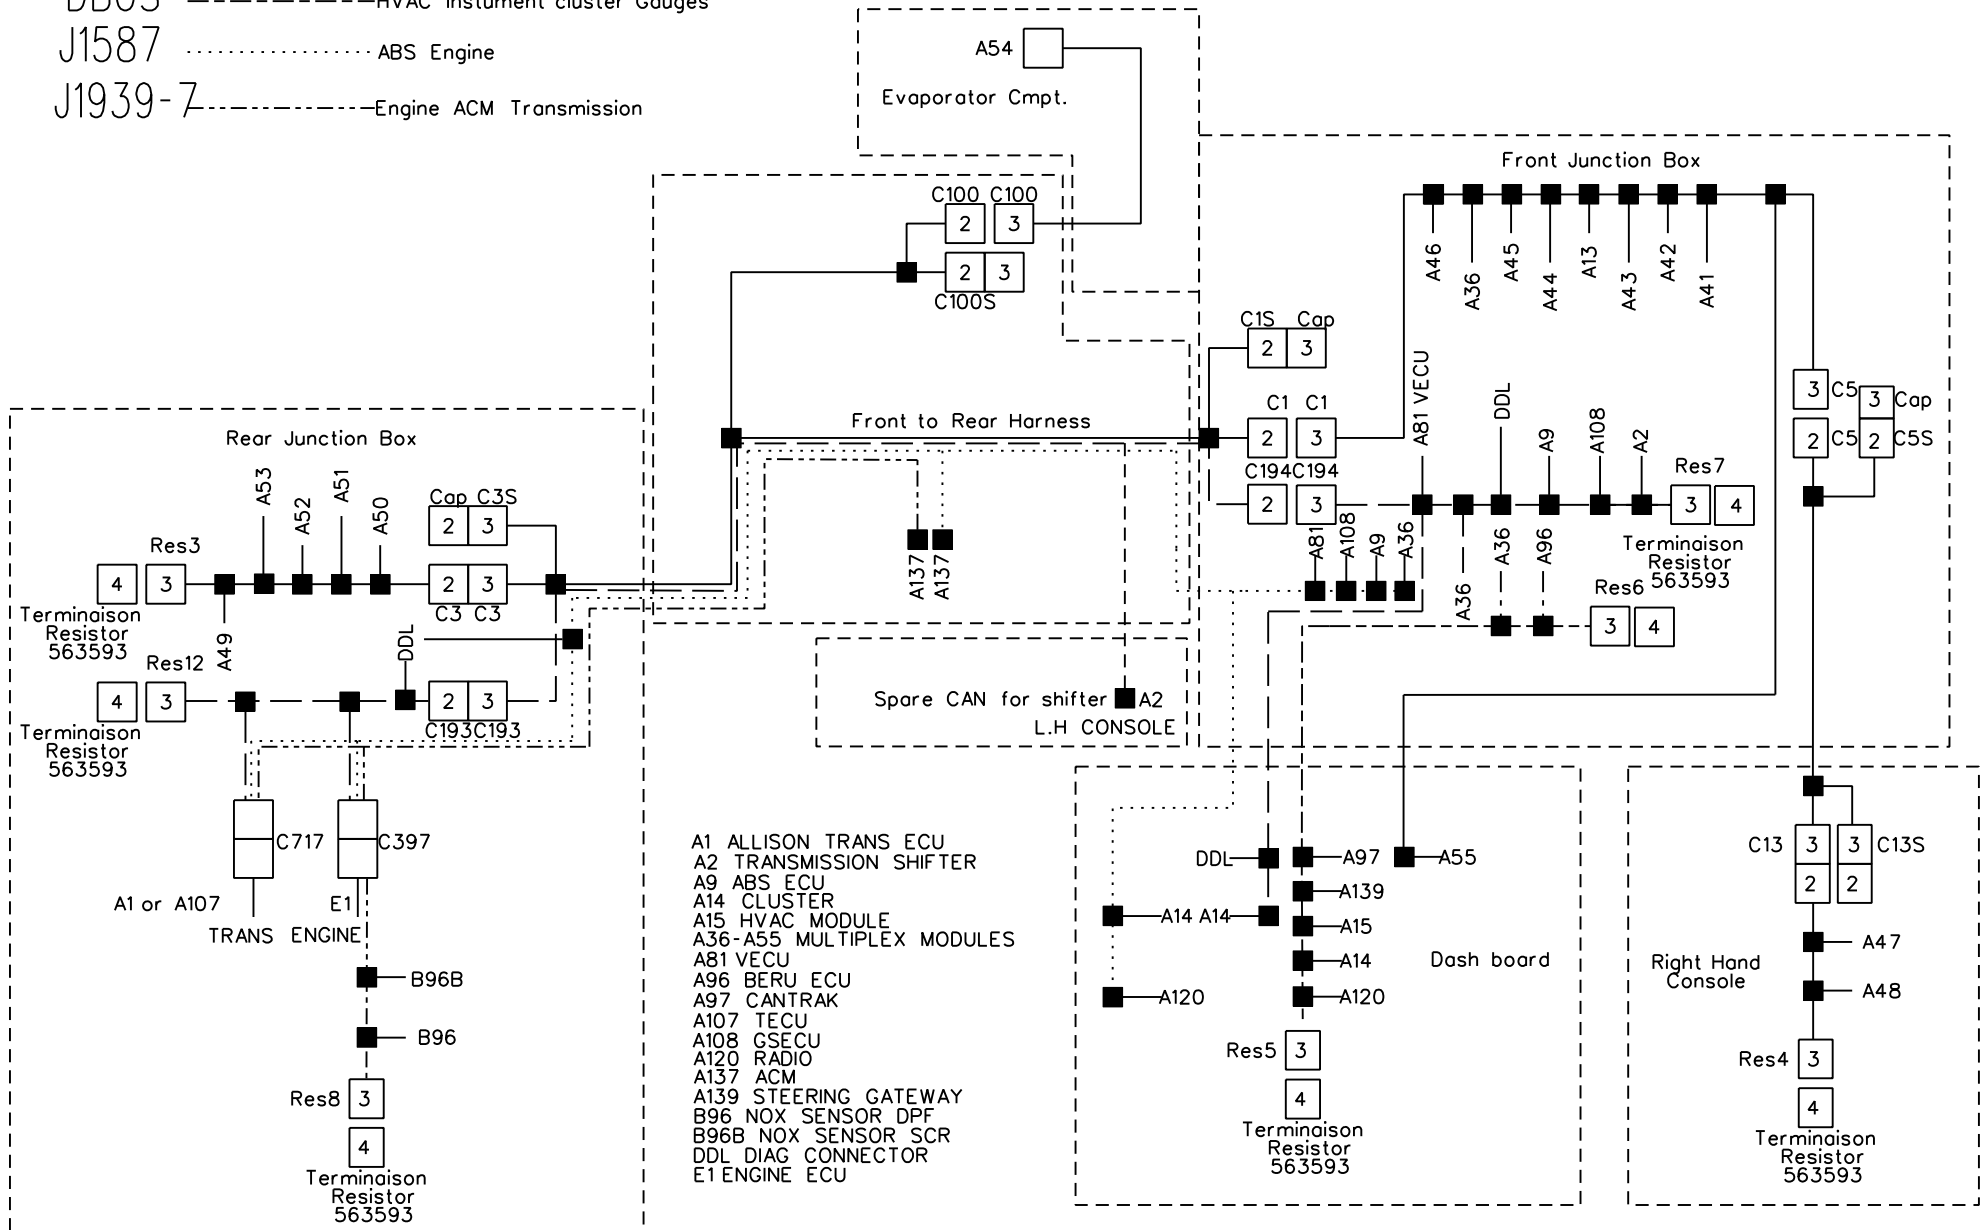 HVAC Instument cluster Gauges
J1587 ABS Engine
J1939-7 Engine ACM Transmission
A54
Evaporator Cmpt.
C100 C100
2 3
2 3
C100S
Front Junction Box
A46 A36 A45 A44 A13 A43 A42 A41
C1S Cap
2 3
Front to Rear Harness
C1 C1
2 3
C194 C194
2 3
A81 VECU
DDL
A9
A108
A2
Res7
3 4
Terminaison
Resistor
563593
A81 A108 A9 A36
A36
A36
A96
Res6
3 4
3 C5
2 C5
3 Cap
2 C5S
A137 A137
Spare CAN for shifter A2
L.H CONSOLE
Rear Junction Box
A53 A52 A51 A50
Cap C3S
2 3
Res3
4 3
2 3
C3 C3
Terminaison
Resistor
563593
A49
DDL
Res12
4 3
2 3
C193 C193
Terminaison
Resistor
563593
C717
C397
A1 or A107
E1
TRANS ENGINE
B96B
B96
Res8 3
4
Terminaison
Resistor
563593
A1 ALLISON TRANS ECU
A2 TRANSMISSION SHIFTER
A9 ABS ECU
A14 CLUSTER
A15 HVAC MODULE
A36-A55 MULTIPLEX MODULES
A81 VECU
A96 BERU ECU
A97 CANTRAK
A107 TECU
A108 GSECU
A120 RADIO
A137 ACM
A139 STEERING GATEWAY
B96 NOX SENSOR DPF
B96B NOX SENSOR SCR
DDL DIAG CONNECTOR
E1 ENGINE ECU
DDL A97 A55
A139
A14 A14 A15
A14
Dash board
A120 A120
Res5 3
4
Terminaison
Resistor
563593
C13 3 3 C13S
2 2
A47
Right Hand
Console
A48
Res4 3
4
Terminaison
Resistor
563593